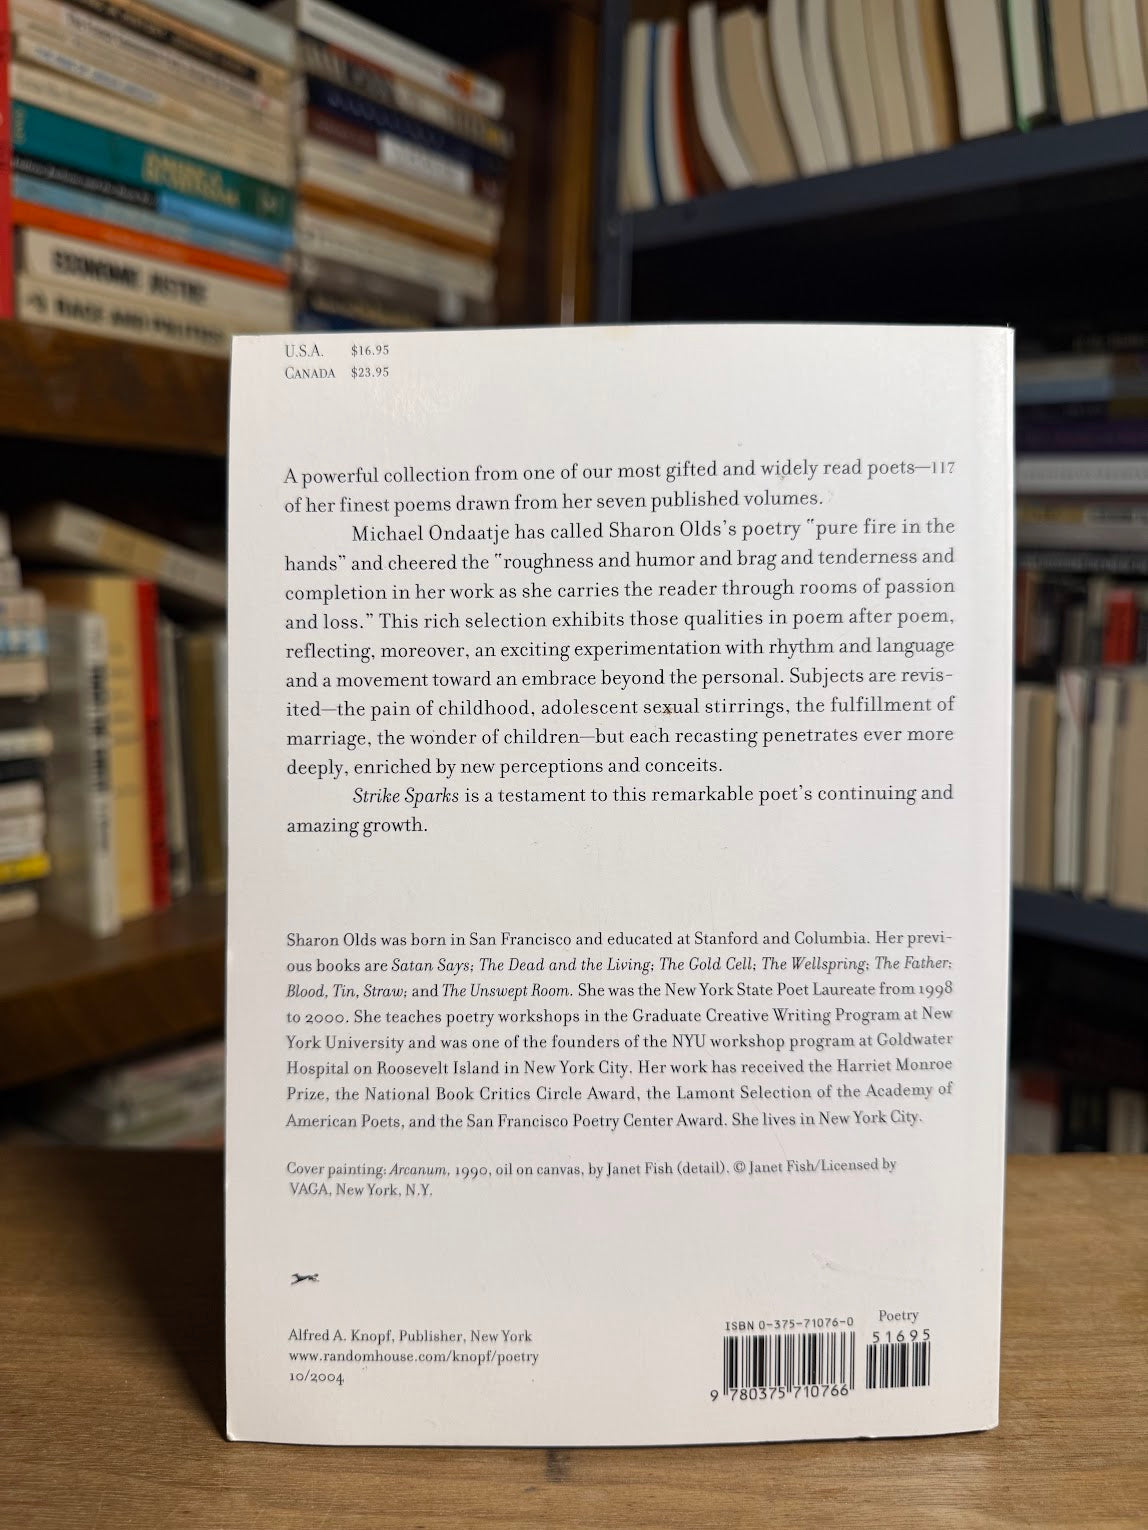 ECONOMIC JUSTICE
RACE AND POLITICS
U.S.A. $16.95
CANADA $23.95
A powerful collection from one of our most gifted and widely read poets—117
of her finest poems drawn from her seven published volumes.
Michael Ondaatje has called Sharon Olds's poetry "pure fire in the
hands" and cheered the "roughness and humor and brag and tenderness and
completion in her work as she carries the reader through rooms of passion
and loss." This rich selection exhibits those qualities in poem after poem,
reflecting, moreover, an exciting experimentation with rhythm and language
and a movement toward an embrace beyond the personal. Subjects are revis-
ited—the pain of childhood, adolescent sexual stirrings, the fulfillment of
marriage, the wonder of children—but each recasting penetrates ever more
deeply, enriched by new perceptions and conceits.
Strike Sparks is a testament to this remarkable poet's continuing and
amazing growth.
Sharon Olds was born in San Francisco and educated at Stanford and Columbia. Her previ-
ous books are Satan Says; The Dead and the Living; The Gold Cell; The Wellspring; The Father;
Blood, Tin, Straw; and The Unswept Room. She was the New York State Poet Laureate from 1998
to 2000. She teaches poetry workshops in the Graduate Creative Writing Program at New
York University and was one of the founders of the NYU workshop program at Goldwater
Hospital on Roosevelt Island in New York City. Her work has received the Harriet Monroe
Prize, the National Book Critics Circle Award, the Lamont Selection of the Academy of
American Poets, and the San Francisco Poetry Center Award. She lives in New York City.
Cover painting: Arcanum, 1990, oil on canvas, by Janet Fish (detail). © Janet Fish/Licensed by
VAGA, New York, N.Y.
Alfred A. Knopf, Publisher, New York
www.randomhouse.com/knopf/poetry
10/2004
ISBN 0-375-71076-0
Poetry
51695
9 780375 710766